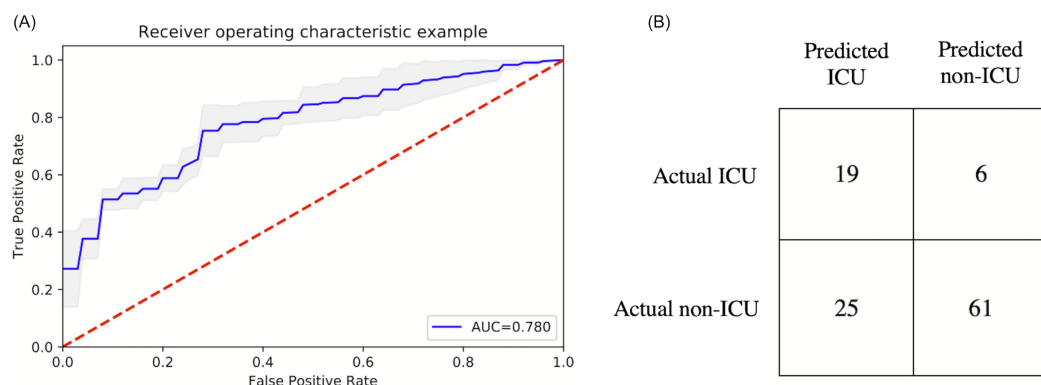 (A)
Receiver operating characteristic example
True Positive Rate
1.0
0.8
0.6
0.4
0.2
0.0
0.0 0.2 0.4 0.6 0.8 1.0
False Positive Rate
AUC=0.780
(B)
Predicted ICU
Predicted non-ICU
Actual ICU 19 6
Actual non-ICU 25 61